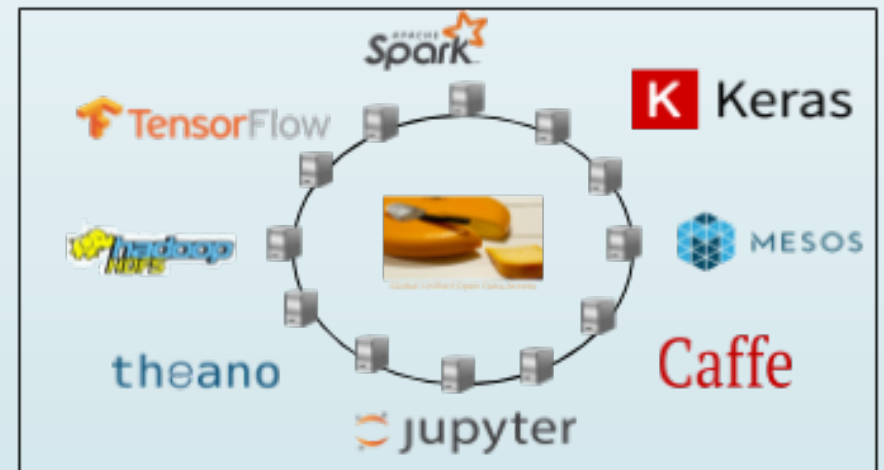 APACHE
Spark
TensorFlow
K Keras
hadoop
HDFS
MESOS
theano
Caffe
jupyter